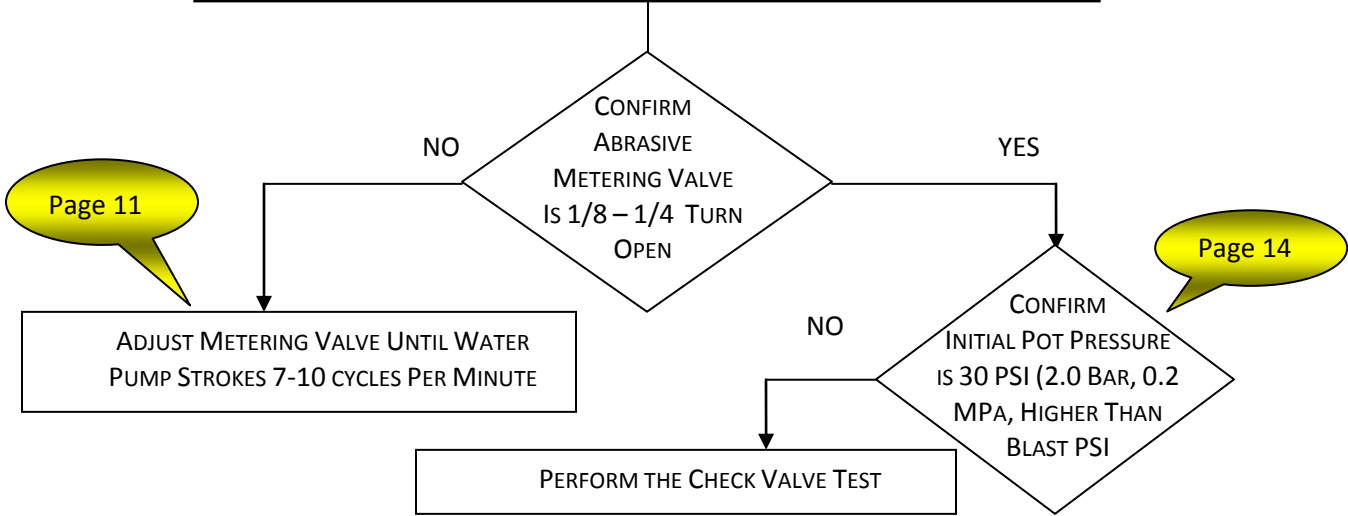 CONFIRM
ABRASIVE
METERING VALVE
IS 1/8 – 1/4 TURN
OPEN
NO
YES
Page 11
Page 14
ADJUST METERING VALVE UNTIL WATER
PUMP STROKES 7-10 CYCLES PER MINUTE
NO
CONFIRM
INITIAL POT PRESSURE
IS 30 PSI (2.0 BAR, 0.2
MPA, HIGHER THAN
BLAST PSI
PERFORM THE CHECK VALVE TEST